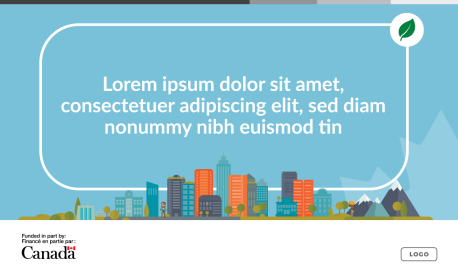 Lorem ipsum dolor sit amet,
consectetuer adipiscing elit, sed diam
nonummy nibh euismod tin
Funded in part by:
Financé en partie par :
Canada
LOGO